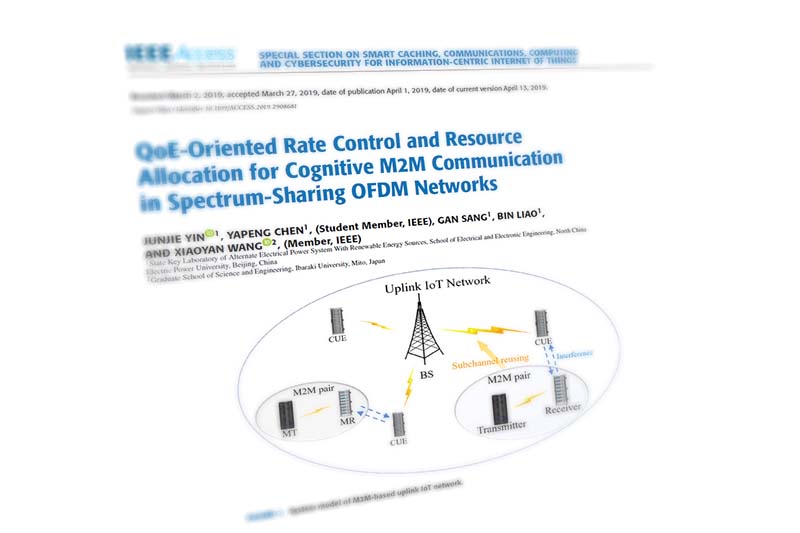 IEEE Access
SPECIAL SECTION ON SMART CACHING, COMMUNICATIONS, COMPUTING
AND CYBERSECURITY FOR INFORMATION-CENTRIC INTERNET OF THINGS
Received March 2, 2019, accepted March 27, 2019, date of publication April 1, 2019, date of current version April 13, 2019.
10.1109/ACCESS.2019.2908681
QoE-Oriented Rate Control and Resource
Allocation for Cognitive M2M Communication
in Spectrum-Sharing OFDM Networks
JUNJIE YIN1, YAPENG CHEN1, (Student Member, IEEE), GAN SANG1, BIN LIAO1,
AND XIAOYAN WANG2, (Member, IEEE)
1State Key Laboratory of Alternate Electrical Power System With Renewable Energy Sources, School of Electrical and Electronic Engineering, North China
Electric Power University, Beijing, China
2Graduate School of Science and Engineering, Ibaraki University, Mito, Japan
Uplink IoT Network
CUE
CUE
Subchannel reusing
Interference
BS
M2M pair
M2M pair
MT
MR
CUE
Transmitter
Receiver
FIGURE 1. System model of M2M-based uplink IoT network.